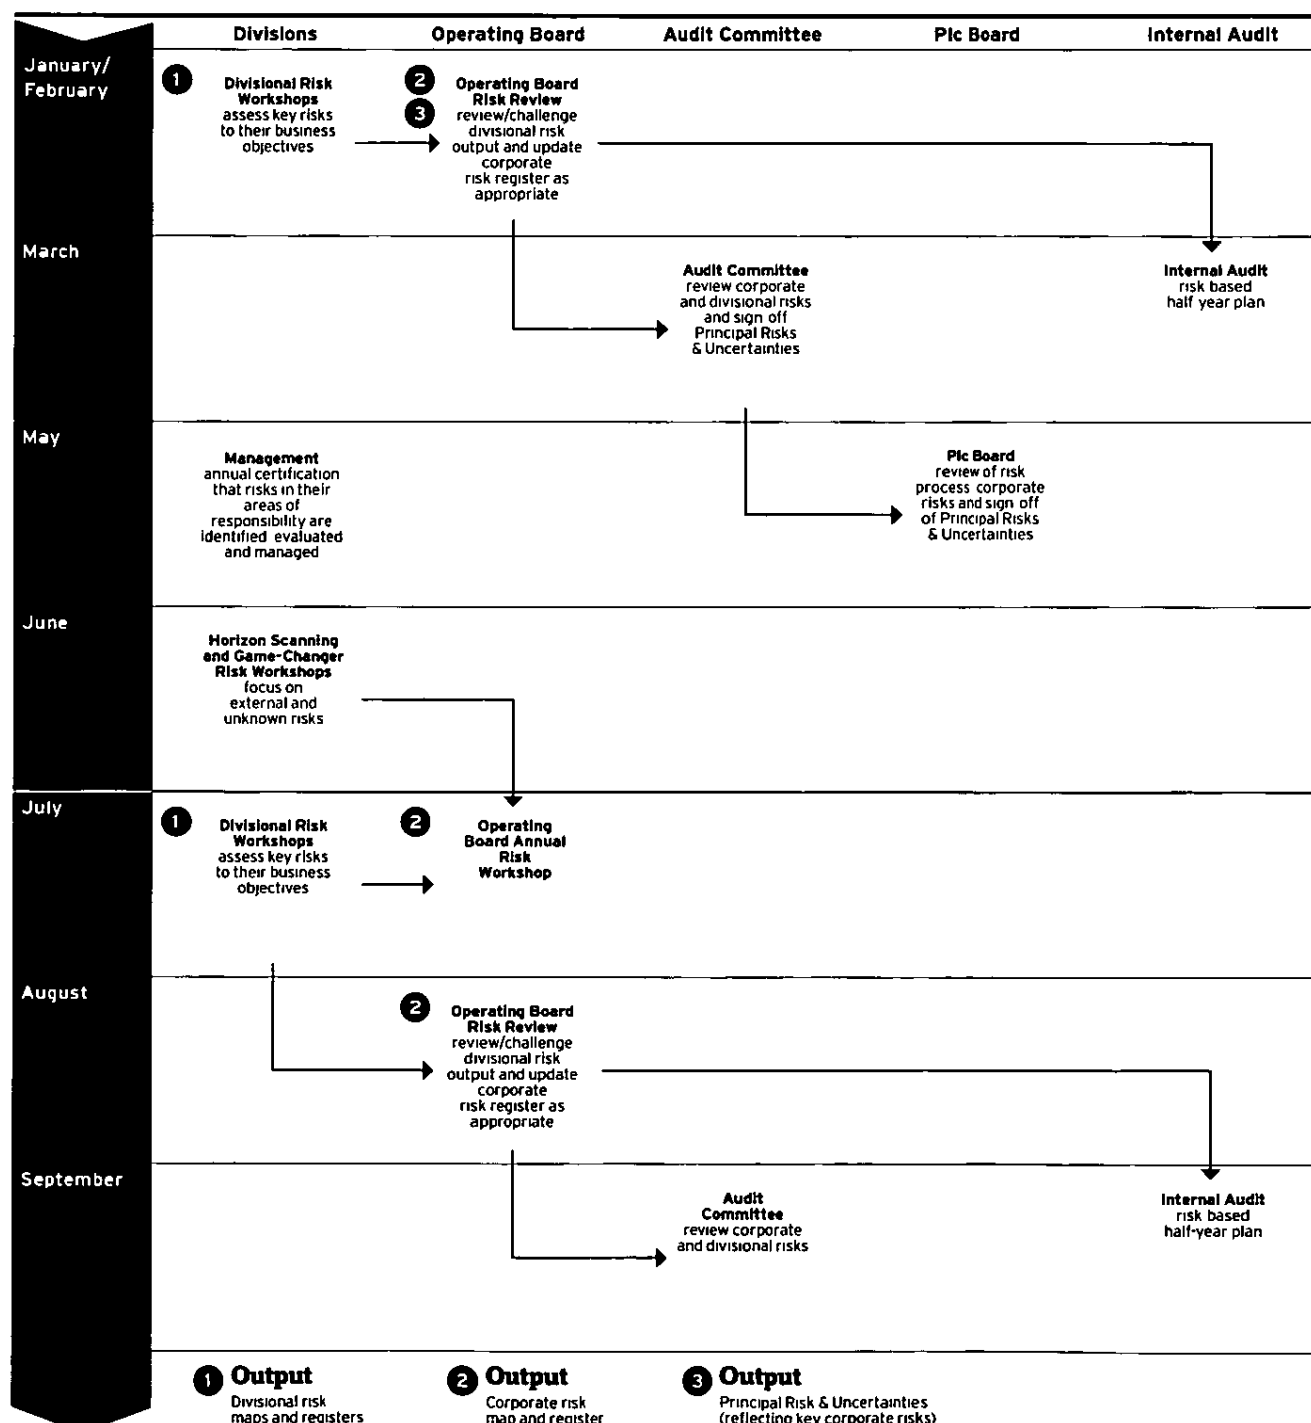 Divisions
Operating Board
Audit Committee
Plc Board
Internal Audit
January/
February
1
Divisional Risk
Workshops
assess key risks
to their business
objectives
2
3
Operating Board
Risk Review
review/challenge
divisional risk
output and update
corporate
risk register as
appropriate
March
Audit Committee
review corporate
and divisional risks
and sign off
Principal Risks
& Uncertainties
Internal Audit
risk based
half year plan
May
Management
annual certification
that risks in their
areas of
responsibility are
identified evaluated
and managed
Plc Board
review of risk
process corporate
risks and sign off
of Principal Risks
& Uncertainties
June
Horizon Scanning
and Game-Changer
Risk Workshops
focus on
external and
unknown risks
July
1
Divisional Risk
Workshops
assess key risks
to their business
objectives
2
Operating
Board Annual
Risk
Workshop
August
2
Operating Board
Risk Review
review/challenge
divisional risk
output and update
corporate
risk register as
appropriate
September
Audit
Committee
review corporate
and divisional risks
Internal Audit
risk based
half-year plan
1 Output
Divisional risk
maps and registers
2 Output
Corporate risk
map and register
3 Output
Principal Risk & Uncertainties
(reflecting key corporate risks)